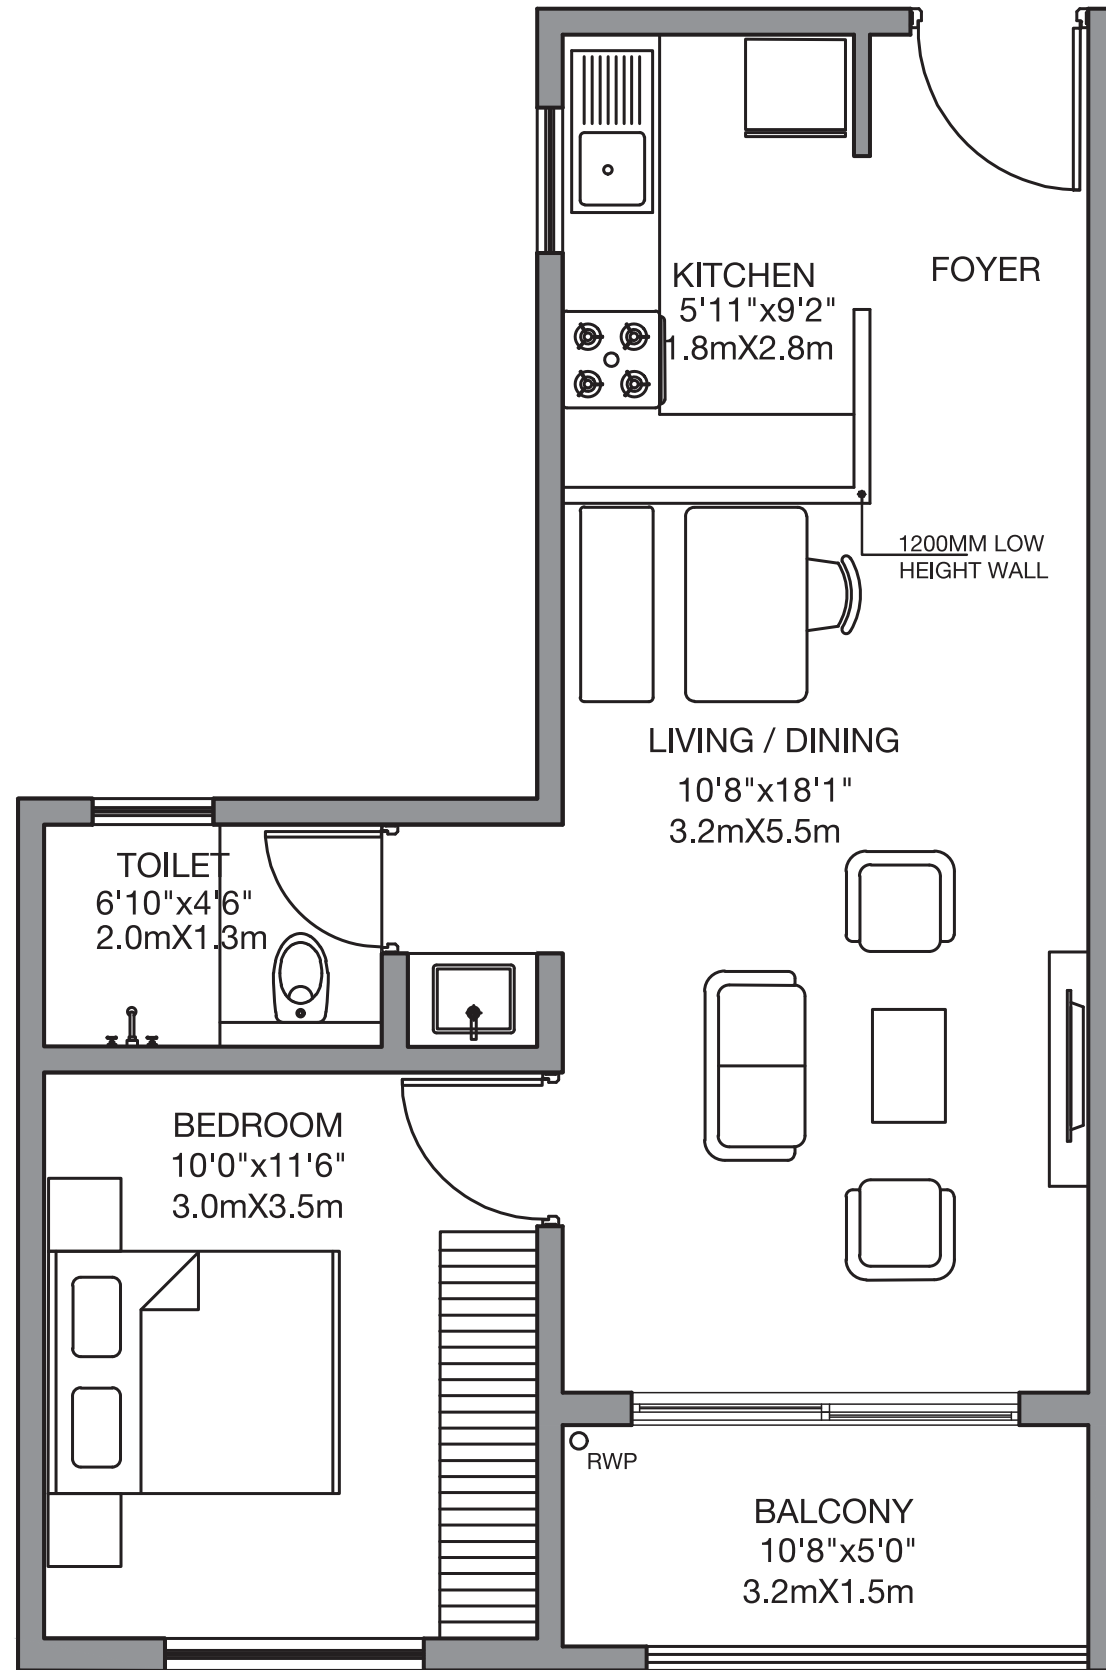 KITCHEN
5'11"x9'2"
1.8mX2.8m
FOYER
1200MM LOW
HEIGHT WALL
LIVING / DINING
10'8"x18'1"
3.2mX5.5m
TOILET
6'10"x4'6"
2.0mX1.3m
BEDROOM
10'0"x11'6"
3.0mX3.5m
RWP
BALCONY
10'8"x5'0"
3.2mX1.5m